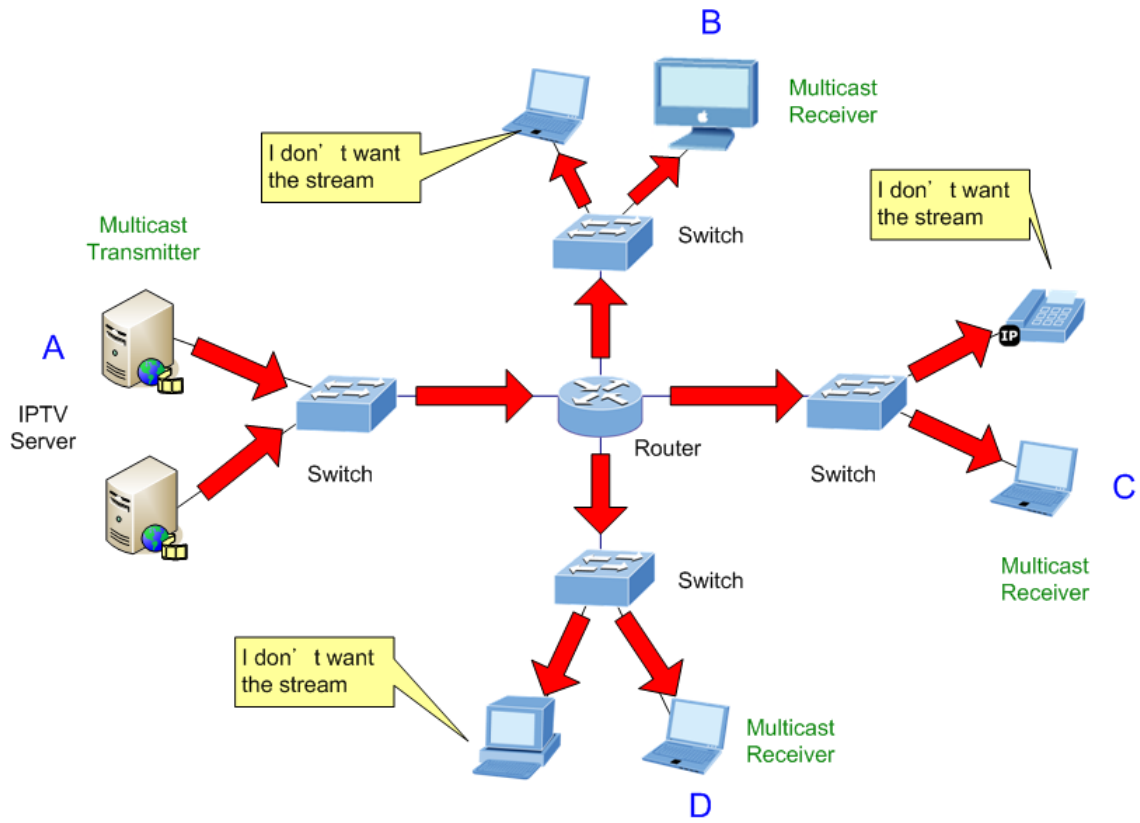 B
Multicast
Receiver
I don't want
the stream
I don't want
the stream
Switch
Multicast
Transmitter
A
IP
IPTV
Server
Router
Switch
Switch
C
Switch
Multicast
Receiver
I don't want
the stream
Multicast
Receiver
D